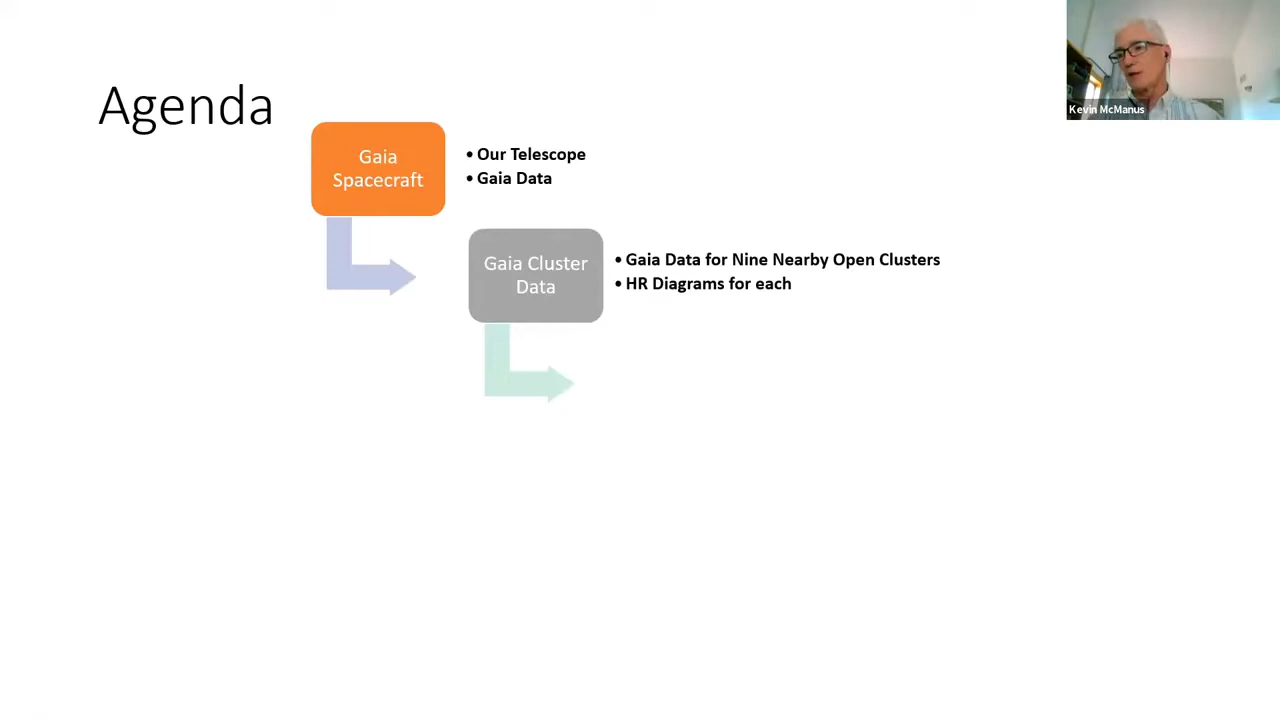 Agenda
Gaia
Spacecraft
• Our Telescope
• Gaia Data
Gaia Cluster
Data
• Gaia Data for Nine Nearby Open Clusters
• HR Diagrams for each
Kevin McManus